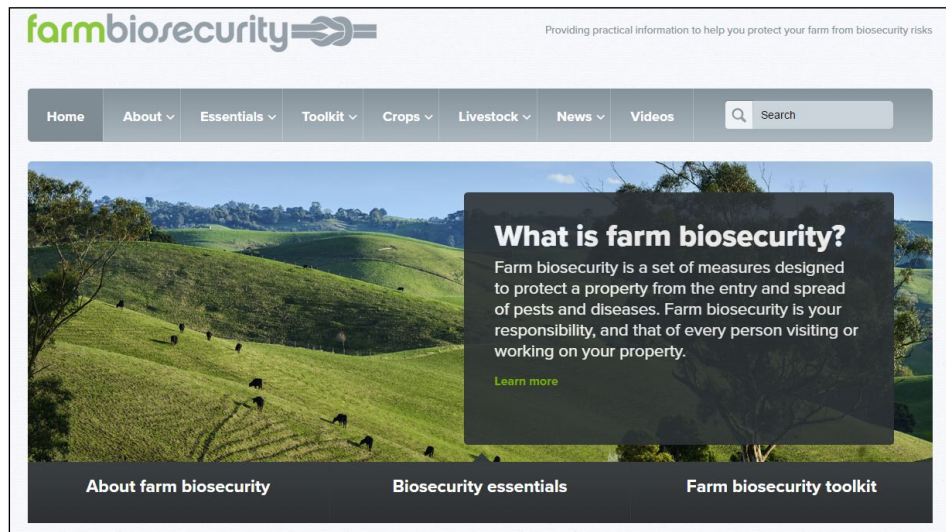 farmbiosecurity
Providing practical information to help you protect your farm from biosecurity risks
Home About Essentials Toolkit Crops Livestock News Videos Search
What is farm biosecurity?
Farm biosecurity is a set of measures designed
to protect a property from the entry and spread
of pests and diseases. Farm biosecurity is your
responsibility, and that of every person visiting or
working on your property.
Learn more
About farm biosecurity Biosecurity essentials Farm biosecurity toolkit